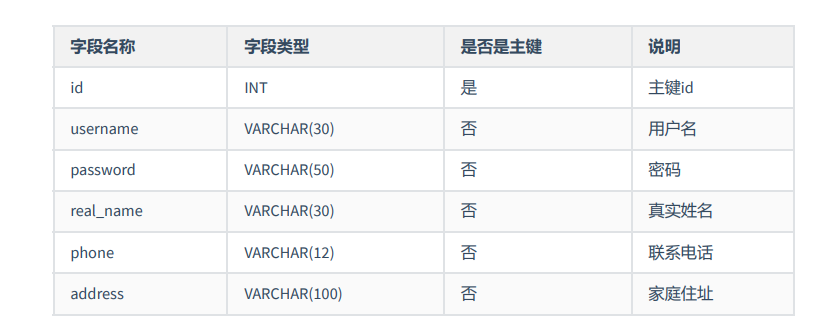 字段名称 字段类型 是否是主键 说明
id INT 是 主键id
username VARCHAR(30) 否 用户名
password VARCHAR(50) 否 密码
real_name VARCHAR(30) 否 真实姓名
phone VARCHAR(12) 否 联系电话
address VARCHAR(100) 否 家庭住址